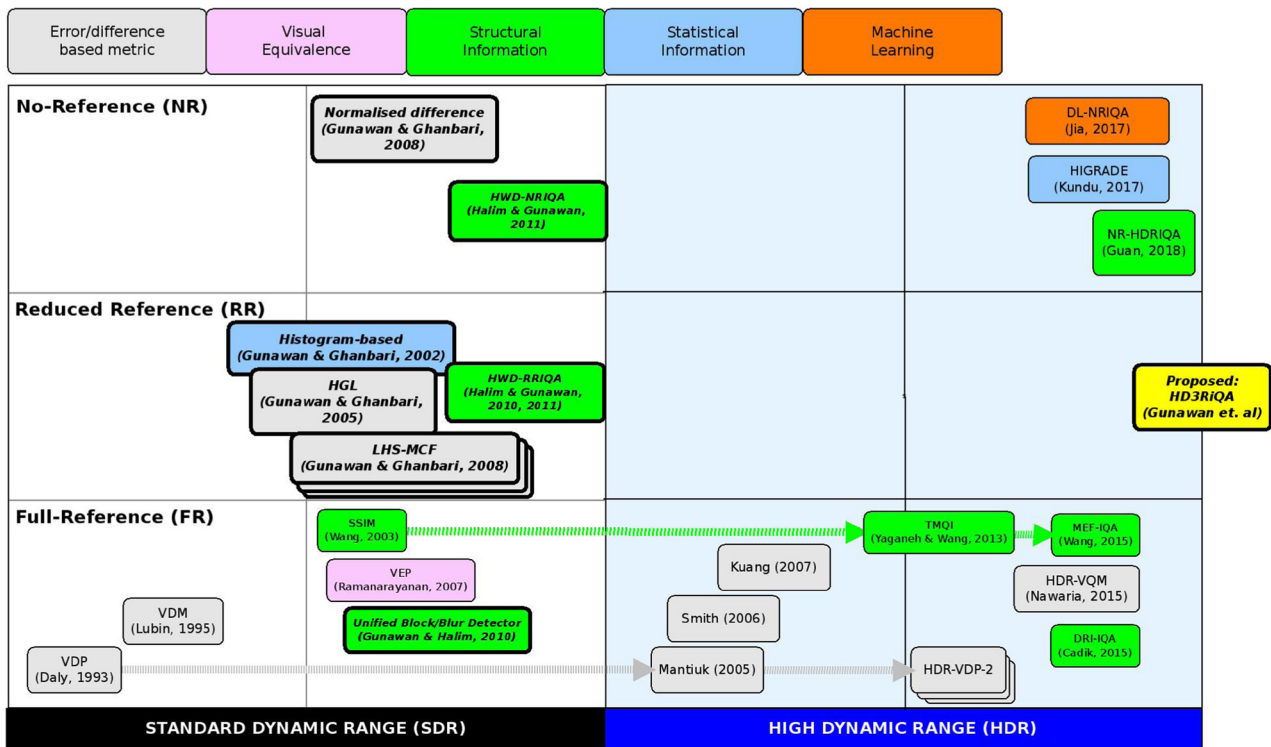 Error/difference
based metric
Visual
Equivalence
Structural
Information
Statistical
Information
Machine
Learning
No-Reference (NR)
Normalised difference
(Gunawan & Ghanbari,
2008)
HWD-NRIQA
(Halim & Gunawan,
2011)
DL-NRIQA
(Jia, 2017)
HIGRADE
(Kundu, 2017)
NR-HDRIQA
(Guan, 2018)
Reduced Reference (RR)
Histogram-based
(Gunawan & Ghanbari, 2002)
HGL
(Gunawan & Ghanbari,
2005)
HWD-RRIQA
(Halim & Gunawan,
2010, 2011)
LHS-MCF
(Gunawan & Ghanbari, 2008)
Proposed:
HD3RiQA
(Gunawan et. al)
Full-Reference (FR)
SSIM
(Wang, 2003)
TMQI
(Yaganeh & Wang, 2013)
MEF-IQA
(Wang, 2015)
VEP
(Ramanarayanan, 2007)
Kuang (2007)
HDR-VQM
(Nawaria, 2015)
VDM
(Lubin, 1995)
Unified Block/Blur Detector
(Gunawan & Halim, 2010)
Smith (2006)
DRI-IQA
(Cadik, 2015)
VDP
(Daly, 1993)
Mantiuk (2005)
HDR-VDP-2
STANDARD DYNAMIC RANGE (SDR)
HIGH DYNAMIC RANGE (HDR)